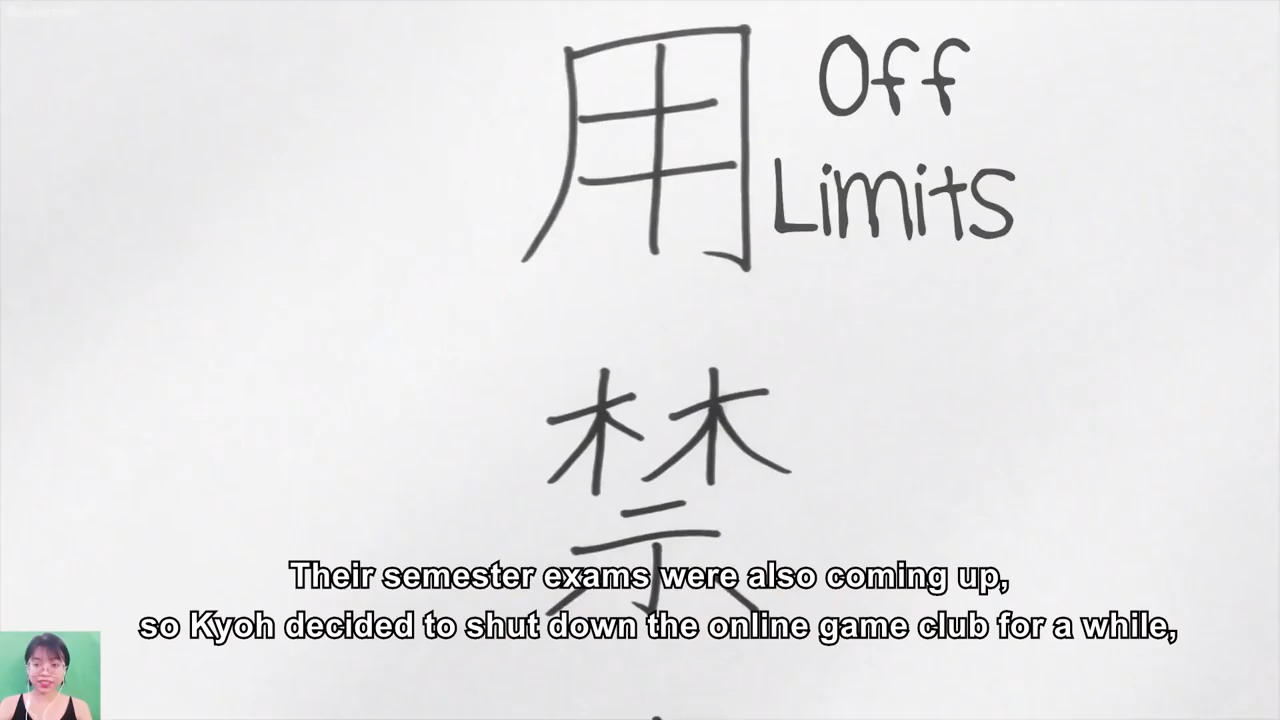 用
禁
Off
Limits
Their semester exams were also coming up,
so Kyoh decided to shut down the online game club for a while,